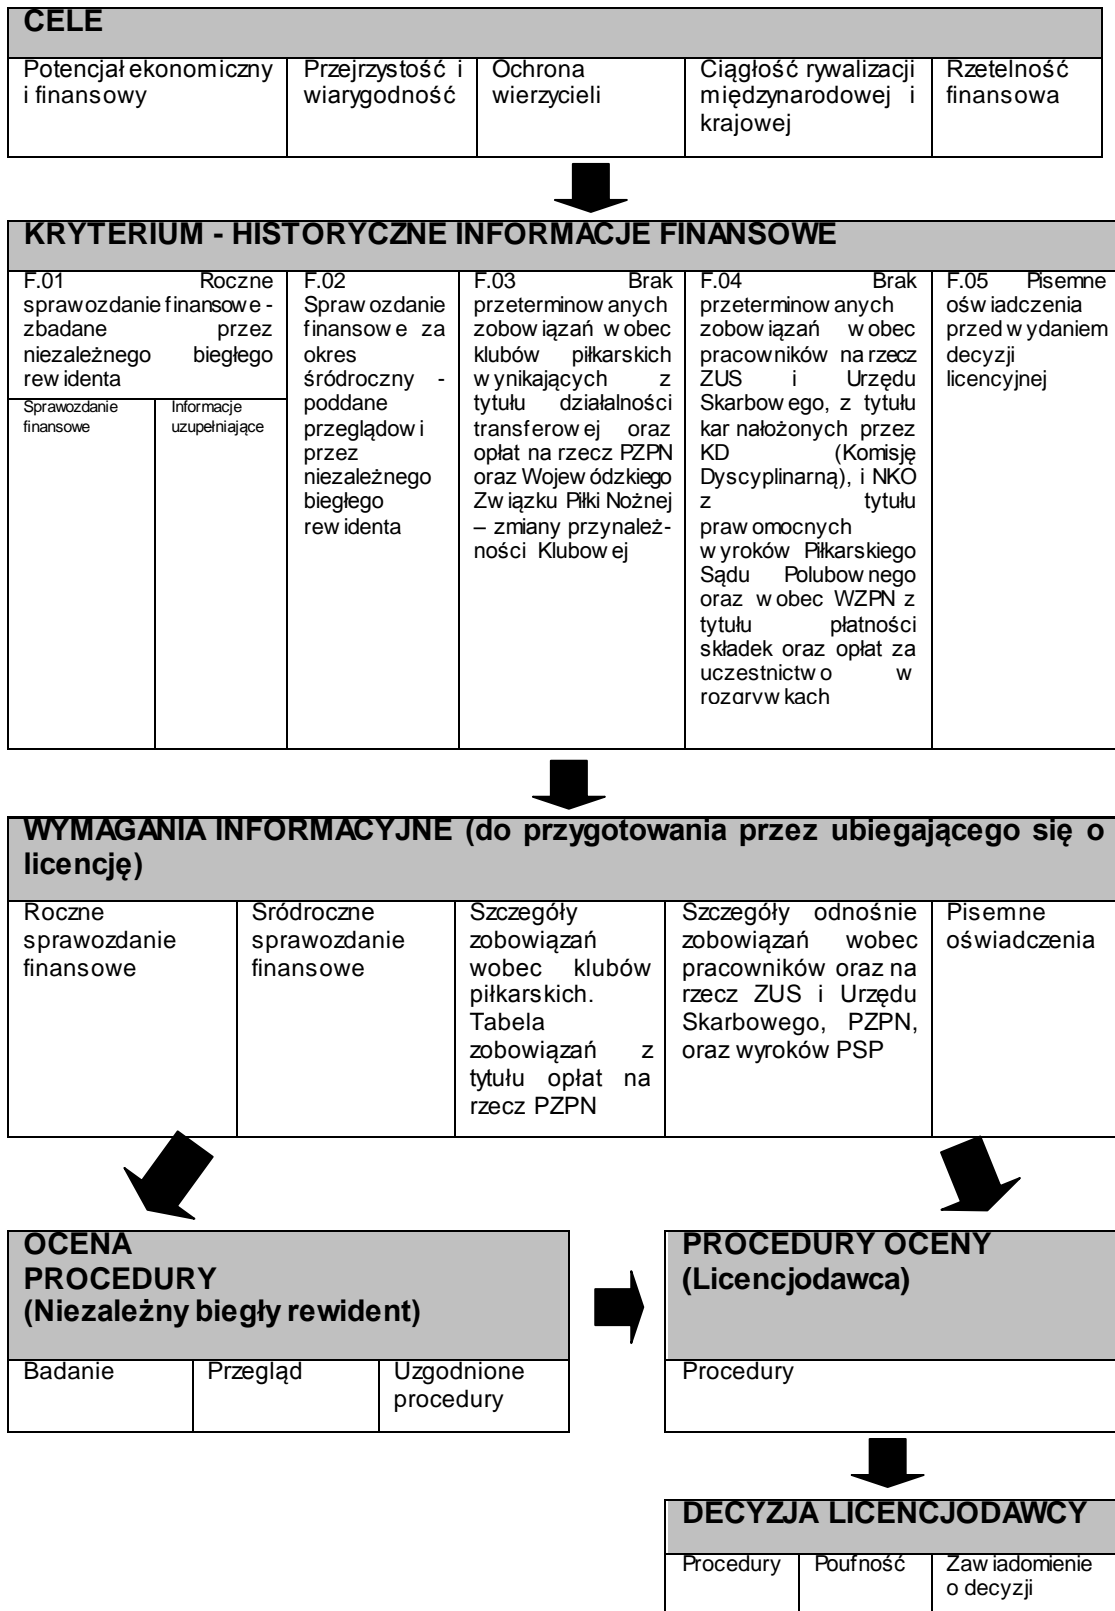 CELE
Potencjał ekonomiczny
i finansowy
Przejrzystość i
wiarygodność
Ochrona
wierzycieli
Ciągłość rywalizacji
międzynarodowej i
krajowej
Rzetelność
finansowa
KRYTERIUM - HISTORYCZNE INFORMACJE FINANSOWE
F.01 Roczne
sprawozdanie finansowe -
zbadane przez
niezależnego biegłego
rewidenta
Sprawozdanie
finansowe
Informacje
uzupełniające
F.02
Sprawozdanie
finansowe za
okres
śródroczny -
poddane
przeglądowi
przez
niezależnego
biegłego
rewidenta
F.03 Brak
przeterminowanych
zobowiązań wobec
klubów piłkarskich
wynikających z
tytułu działalności
transferowej oraz
opłat na rzecz PZPN
oraz Wojewódzkiego
Związku Piłki Nożnej
– zmiany przynależ-
ności Klubowej
F.04 Brak
przeterminowanych
zobowiązań wobec
pracowników na rzecz
ZUS i Urzędu
Skarbowego, z tytułu
kar nałożonych przez
KD (Komisję
Dyscyplinarną), i NKO
z tytułu
prawomocnych
wyroków Piłkarskiego
Sądu Polubownego
oraz wobec WZPN z
tytułu płatności
składek oraz opłat za
uczestnictwo w
rozgrywkach
F.05 Pisemne
oświadczenia
przed wydaniem
decyzji
licencyjnej
WYMAGANIA INFORMACYJNE (do przygotowania przez ubiegającego się o
licencję)
Roczne
sprawozdanie
finansowe
Śródroczne
sprawozdanie
finansowe
Szczegóły
zobowiązań
wobec klubów
piłkarskich.
Tabela
zobowiązań z
tytułu opłat na
rzecz PZPN
Szczegóły odnośnie
zobowiązań wobec
pracowników oraz na
rzecz ZUS i Urzędu
Skarbowego, PZPN,
oraz wyroków PSP
Pisemne
oświadczenia
OCENA
PROCEDURY
(Niezależny biegły rewident)
Badanie
Przegląd
Uzgodnione
procedury
PROCEDURY OCENY
(Licencjodawca)
Procedury
DECYZJA LICENCJODAWCY
Procedury
Poufność
Zawiadomienie
o decyzji